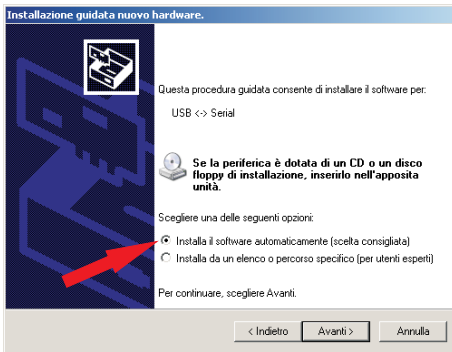 Installazione guidata nuovo hardware.
Questa procedura guidata consente di installare il software per:
USB <-> Serial
Se la periferica è dotata di un CD o un disco
floppy di installazione, inserirlo nell'apposita
unità.
Scegliere una delle seguenti opzioni:
Installa il software automaticamente (scelta consigliata)
Installa da un elenco o percorso specifico (per utenti esperti)
Per continuare, scegliere Avanti.
< Indietro Avanti > Annulla